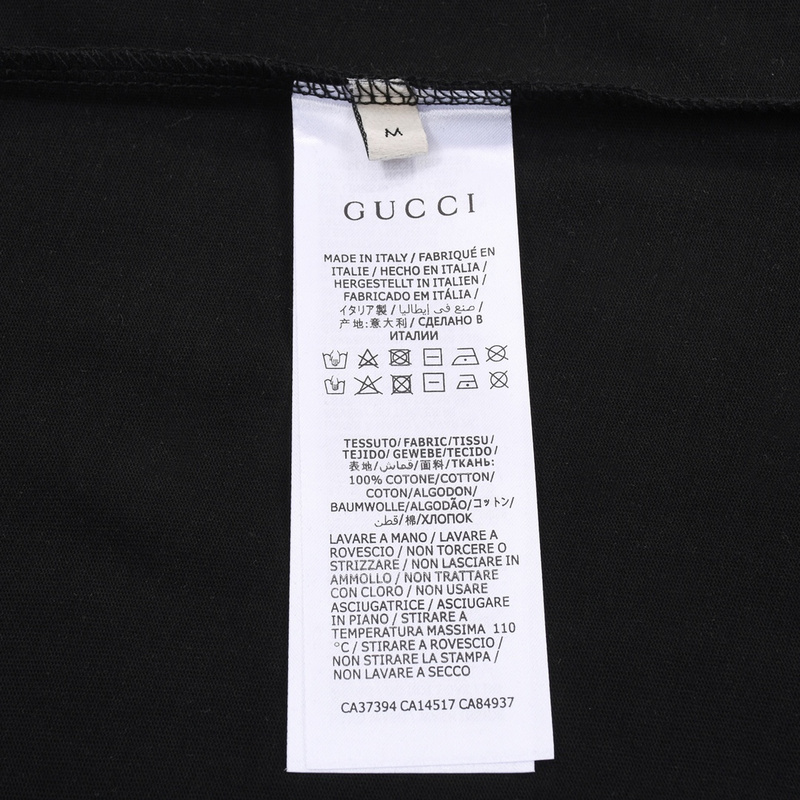 M
GUCCI
MADE IN ITALY / FABRIQUÉ EN
ITALIE / HECHO EN ITALIA /
HERGESTELLT IN ITALIEN /
FABRICADO EM ITÁLIA /
イタリア製 / صنع في إيطاليا /
产地:意大利 / СДЕЛАНО В
ИТАЛИИ
TESSUTO/ FABRIC/TISSU/
TEJIDO/ GEWEBE/TECIDO/
表地/قماش/面料/ТКАНЬ:
100% COTONE/COTTON/
COTON/ALGODON/
BAUMWOLLE/ALGODÃO/コットン/
قطن/棉/ХЛОПОК
LAVARE A MANO / LAVARE A
ROVESCIO / NON TORCERE O
STRIZZARE / NON LASCIARE IN
AMMOLLO / NON TRATTARE
CON CLORO / NON USARE
ASCIUGATRICE / ASCIUGARE
IN PIANO / STIRARE A
TEMPERATURA MASSIMA 110
°C / STIRARE A ROVESCIO /
NON STIRARE LA STAMPA /
NON LAVARE A SECCO
CA37394 CA14517 CA84937